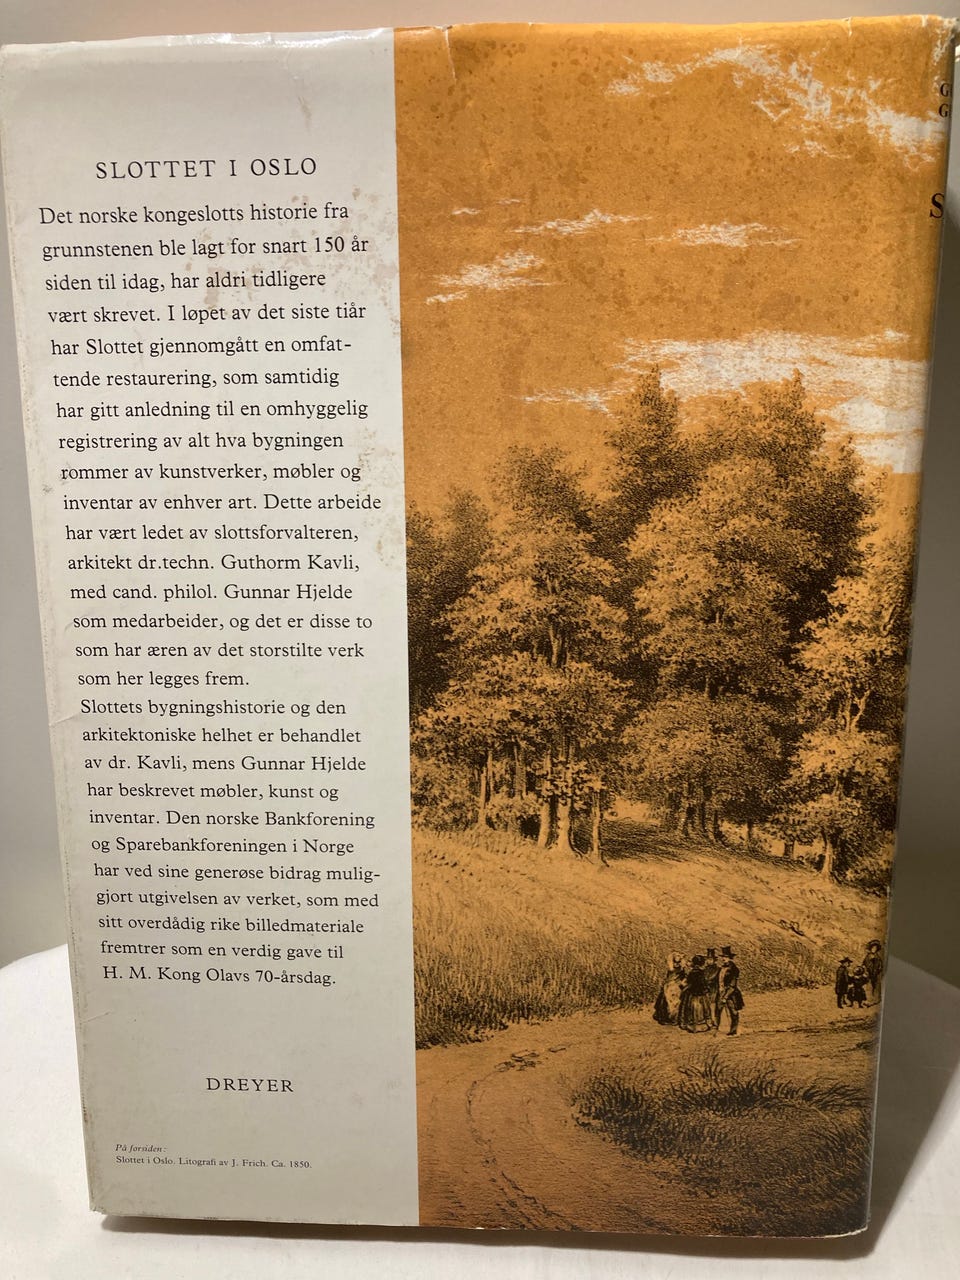 SLOTTET I OSLO
Det norske kongeslotts historie fra
grunnstenen ble lagt for snart 150 år
siden til idag, har aldri tidligere
vært skrevet. I løpet av det siste tiår
har Slottet gjennomgått en omfat-
tende restaurering, som samtidig
har gitt anledning til en omhyggelig
registrering av alt hva bygningen
rommer av kunstverker, møbler og
inventar av enhver art. Dette arbeide
har vært ledet av slottsforvalteren,
arkitekt dr.techn. Guthorm Kavli,
med cand. philol. Gunnar Hjelde
som medarbeider, og det er disse to
som har æren av det storstilte verk
som her legges frem.
Slottets bygningshistorie og den
arkitektoniske helhet er behandlet
av dr. Kavli, mens Gunnar Hjelde
har beskrevet møbler, kunst og
inventar. Den norske Bankforening
og Sparebankforeningen i Norge
har ved sine generøse bidrag mulig-
gjort utgivelsen av verket, som med
sitt overdådig rike billedmateriale
fremtrer som en verdig gave til
H. M. Kong Olavs 70-årsdag.
DREYER
På forsiden:
Slottet i Oslo. Litografi av J. Frich. Ca. 1850.